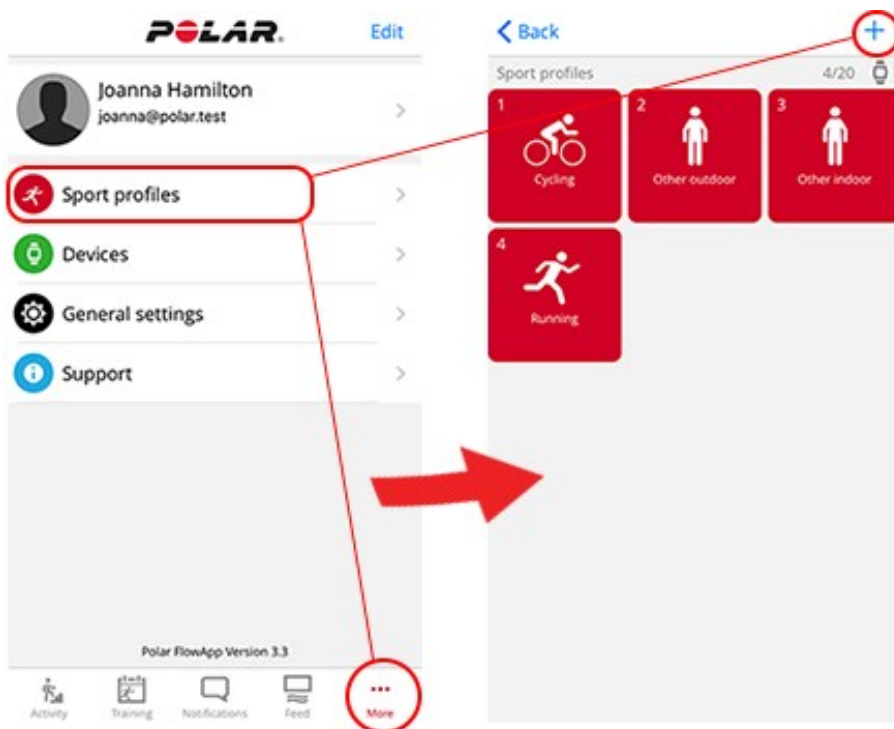 POLAR.
Edit
Joanna Hamilton
joanna@polar.test
Sport profiles
Devices
General settings
Support
Polar FlowApp Version 3.3
Activity
Training
Notifications
Feed
More
Back
+
Sport profiles
4/20
1
Cycling
2
Other outdoor
3
Other indoor
4
Running